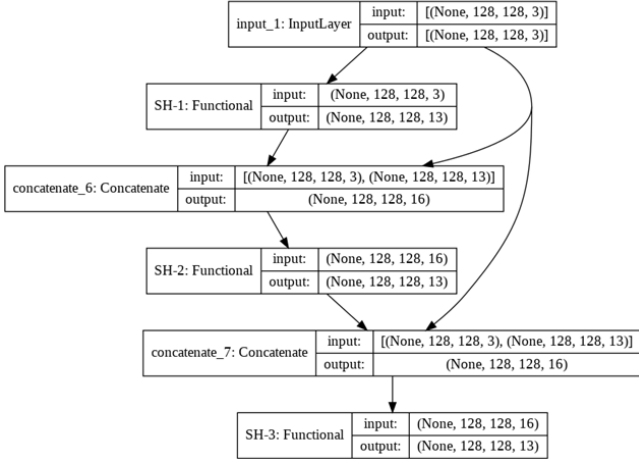 input_1: InputLayer
input: [(None, 128, 128, 3)]
output: [(None, 128, 128, 3)]
SH-1: Functional
input: (None, 128, 128, 3)
output: (None, 128, 128, 13)
concatenate_6: Concatenate
input: [(None, 128, 128, 3), (None, 128, 128, 13)]
output: (None, 128, 128, 16)
SH-2: Functional
input: (None, 128, 128, 16)
output: (None, 128, 128, 13)
concatenate_7: Concatenate
input: [(None, 128, 128, 3), (None, 128, 128, 13)]
output: (None, 128, 128, 16)
SH-3: Functional
input: (None, 128, 128, 16)
output: (None, 128, 128, 13)